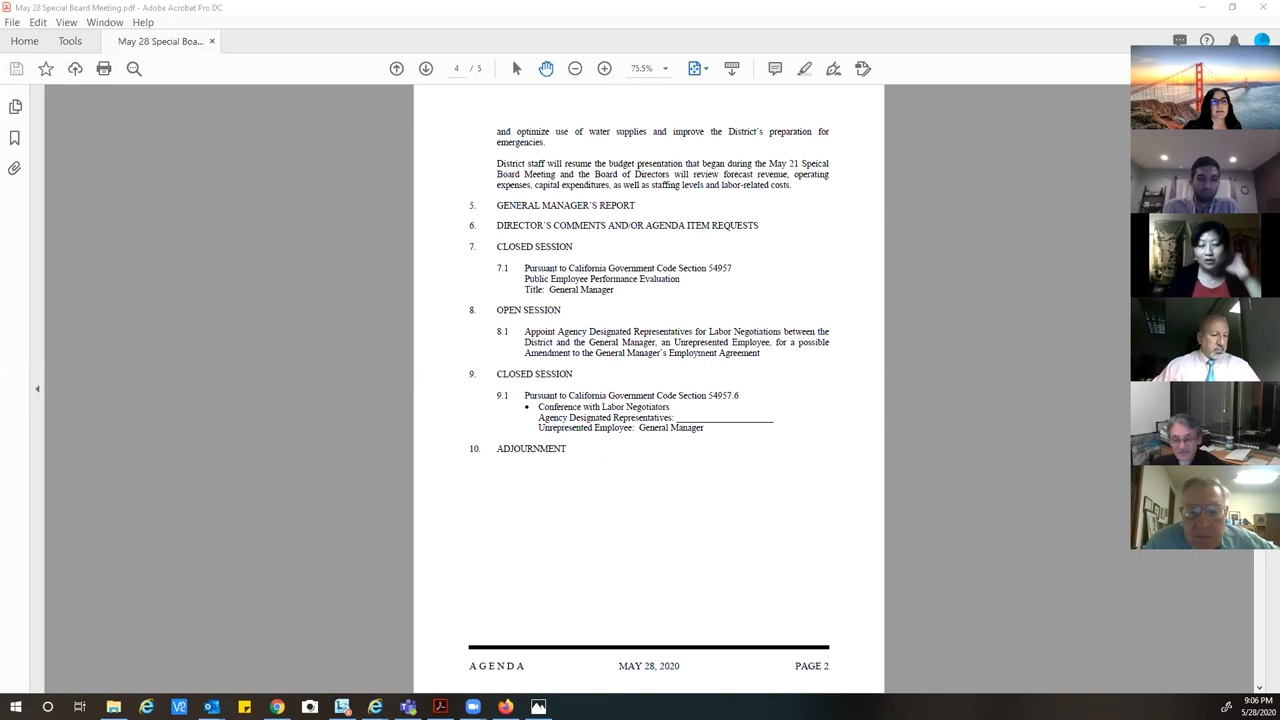 May 28 Special Board Meeting.pdf - Adobe Acrobat Pro DC
File Edit View Window Help
Home Tools May 28 Special Boa... ×
4 / 5 75.5%
and optimize use of water supplies and improve the District's preparation for
emergencies.
District staff will resume the budget presentation that began during the May 21 Speical
Board Meeting and the Board of Directors will review forecast revenue, operating
expenses, capital expenditures, as well as staffing levels and labor-related costs.
5. GENERAL MANAGER'S REPORT
6. DIRECTOR'S COMMENTS AND/OR AGENDA ITEM REQUESTS
7. CLOSED SESSION
7.1 Pursuant to California Government Code Section 54957
Public Employee Performance Evaluation
Title: General Manager
8. OPEN SESSION
8.1 Appoint Agency Designated Representatives for Labor Negotiations between the
District and the General Manager, an Unrepresented Employee, for a possible
Amendment to the General Manager's Employment Agreement
9. CLOSED SESSION
9.1 Pursuant to California Government Code Section 54957.6
• Conference with Labor Negotiators
Agency Designated Representatives: ____________________
Unrepresented Employee: General Manager
10. ADJOURNMENT
AGENDA MAY 28, 2020 PAGE 2
9:06 PM
5/28/2020